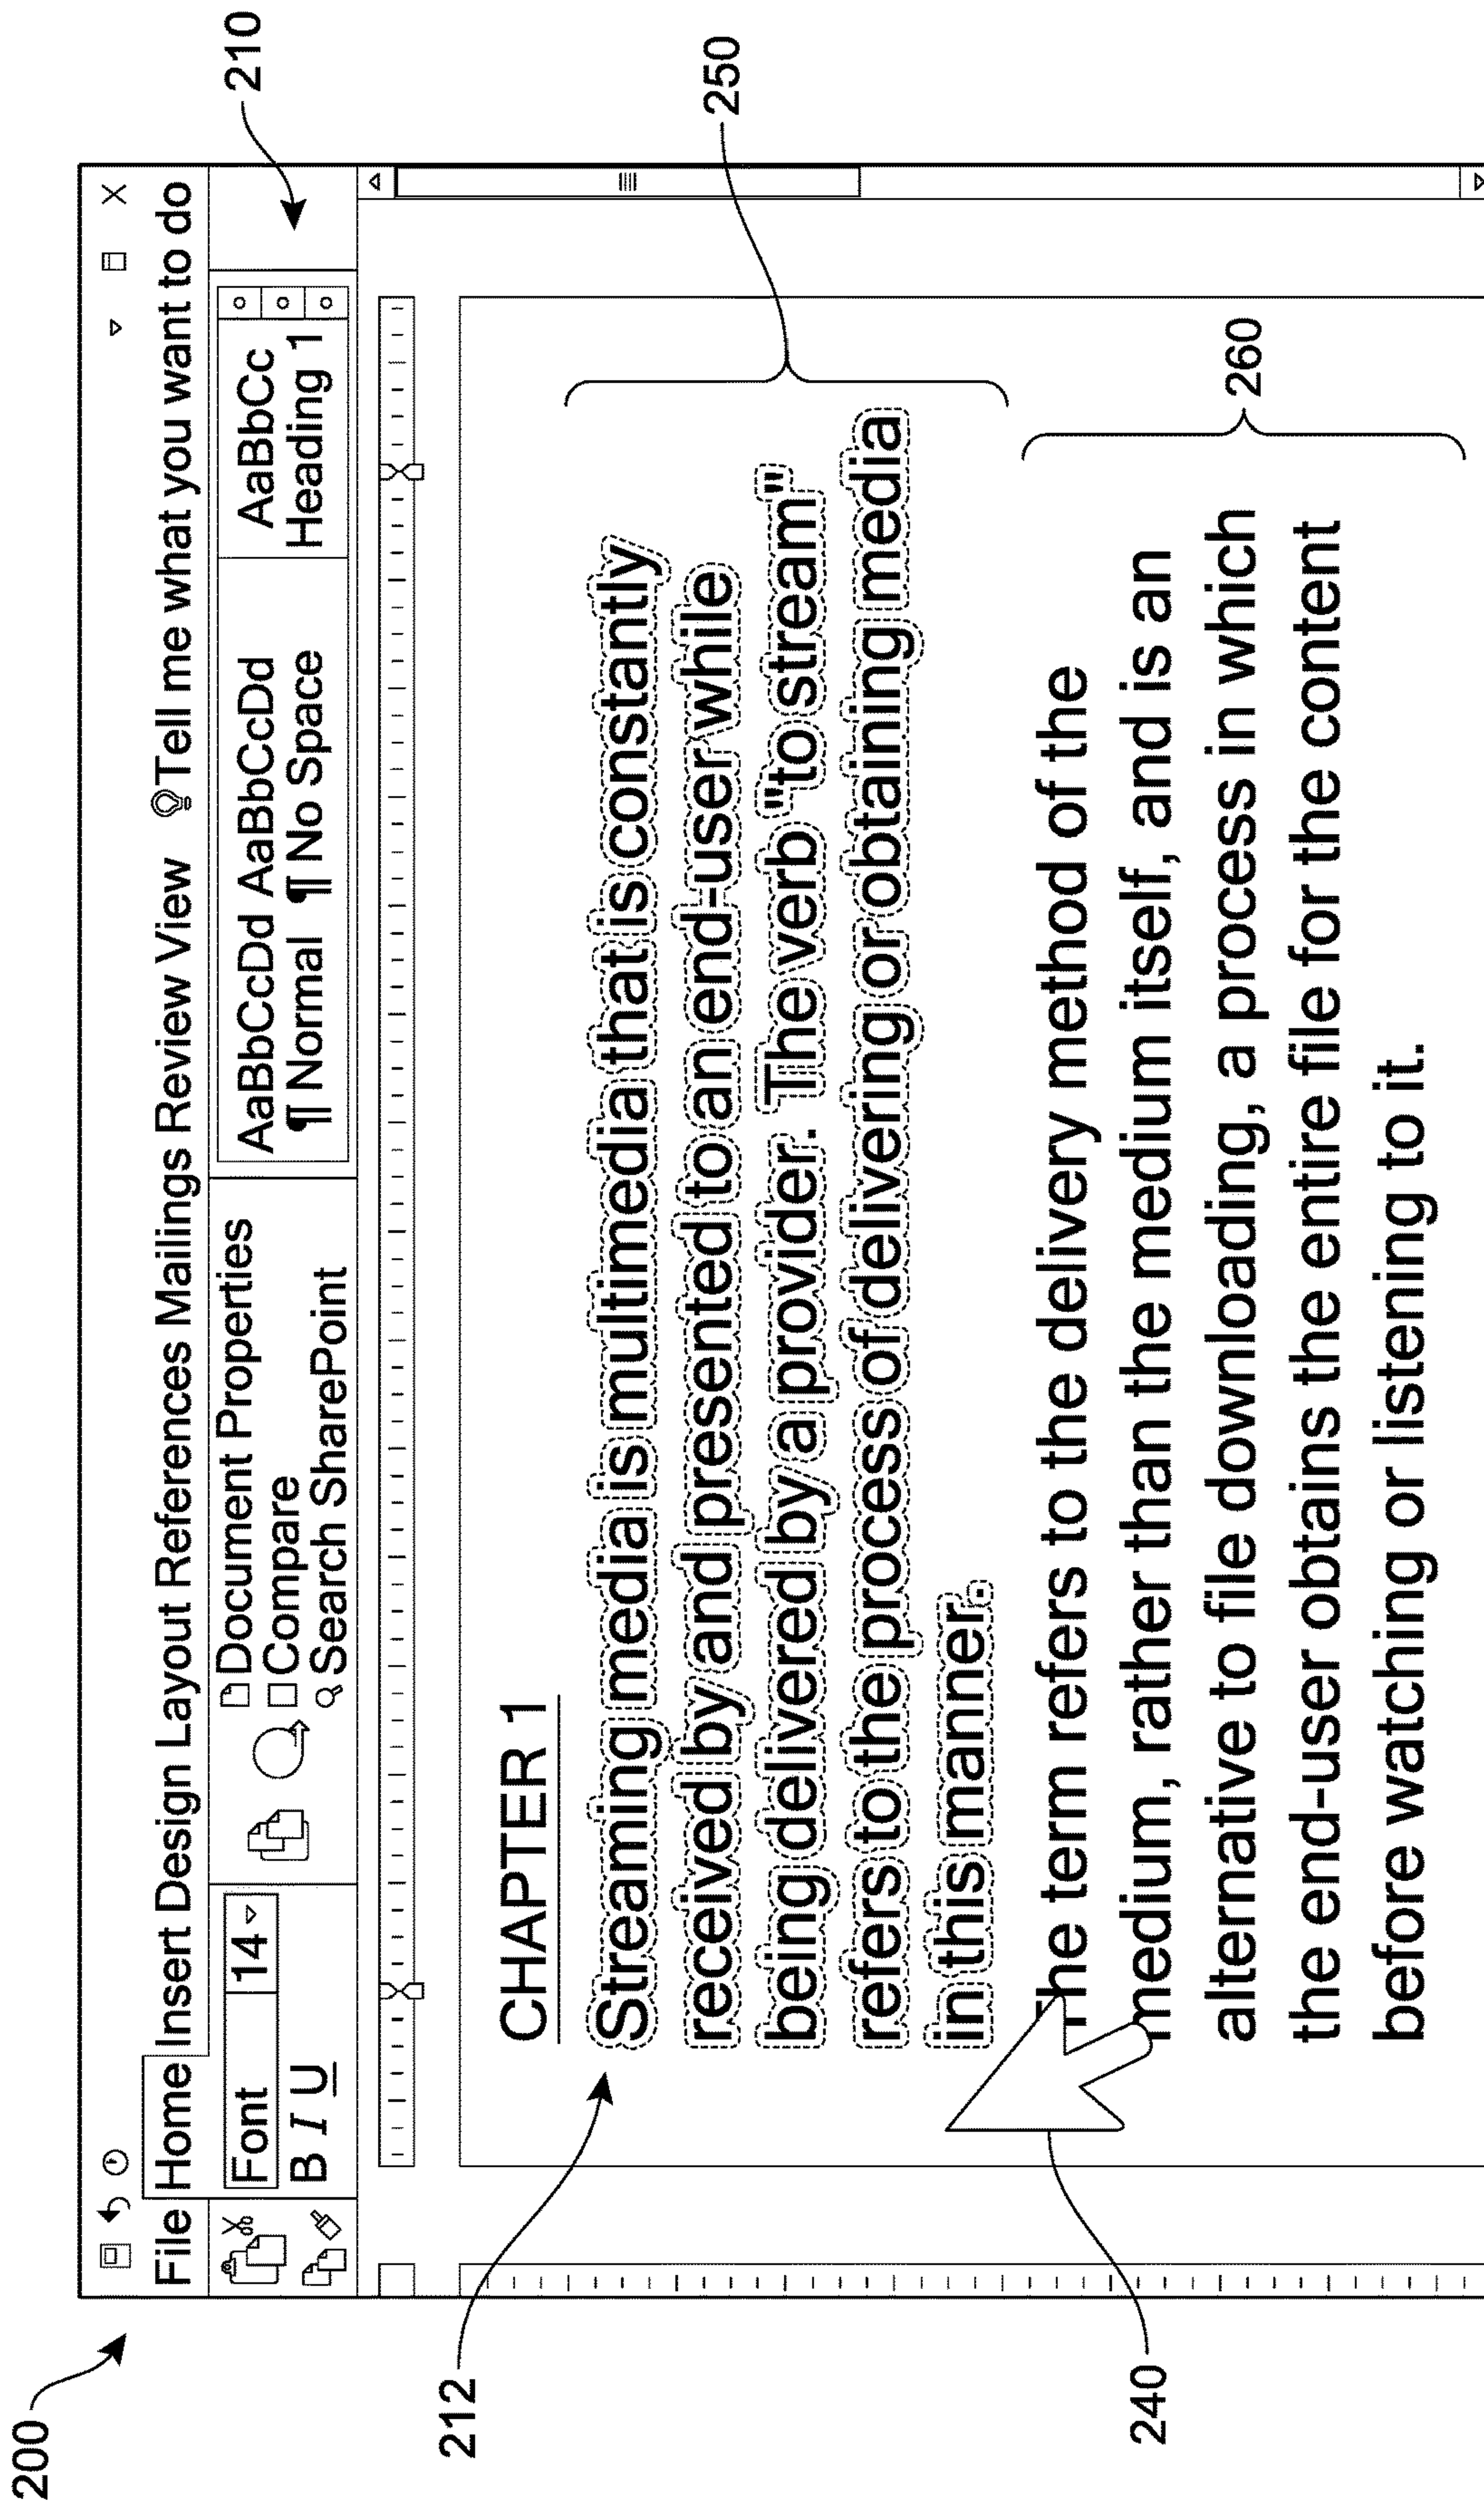 200
210
File Home Insert Design Layout References Mailings Review View Tell me what you want to do
Font 14
B I U
Document Properties
Compare
Search SharePoint
AaBbCcDd AaBbCcDd AaBbCc
¶ Normal ¶ No Space Heading 1
212
250
CHAPTER 1
Streaming media is multimedia that is constantly
received by and presented to an end-user while
being delivered by a provider. The verb "to stream"
refers to the process of delivering or obtaining media
in this manner.
240
260
The term refers to the delivery method of the
medium, rather than the medium itself, and is an
alternative to file downloading, a process in which
the end-user obtains the entire file for the content
before watching or listening to it.